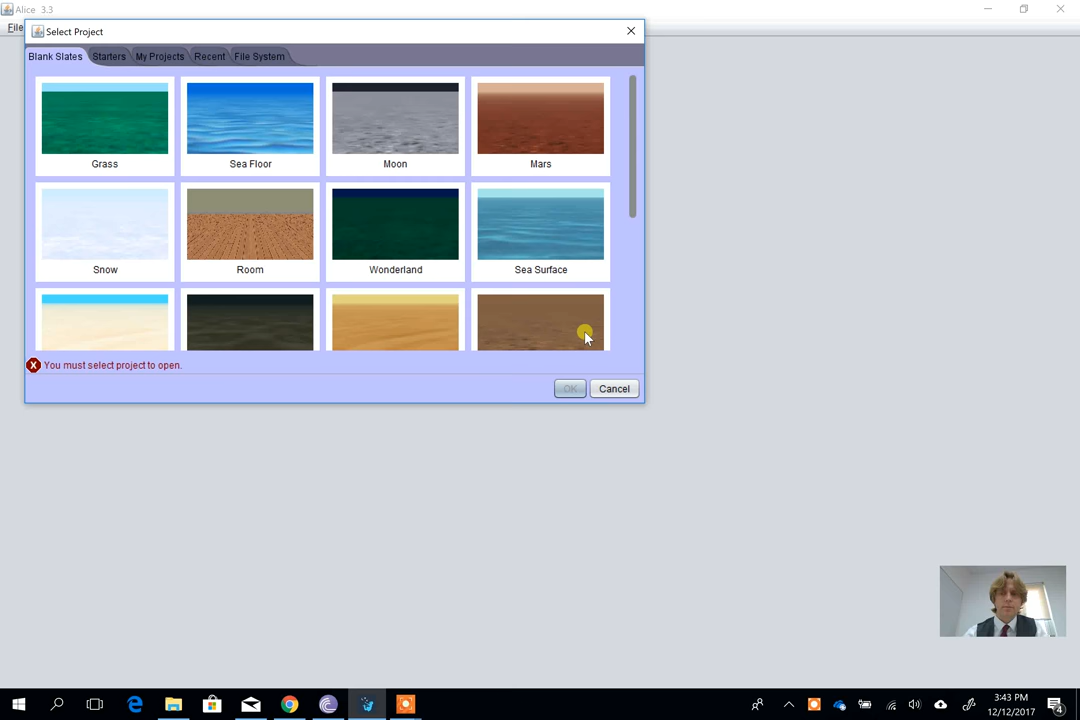 Alice 3.3
File
Select Project
Blank Slates Starters My Projects Recent File System
Grass Sea Floor Moon Mars
Snow Room Wonderland Sea Surface
X You must select project to open.
OK Cancel
3:43 PM
12/12/2017
4